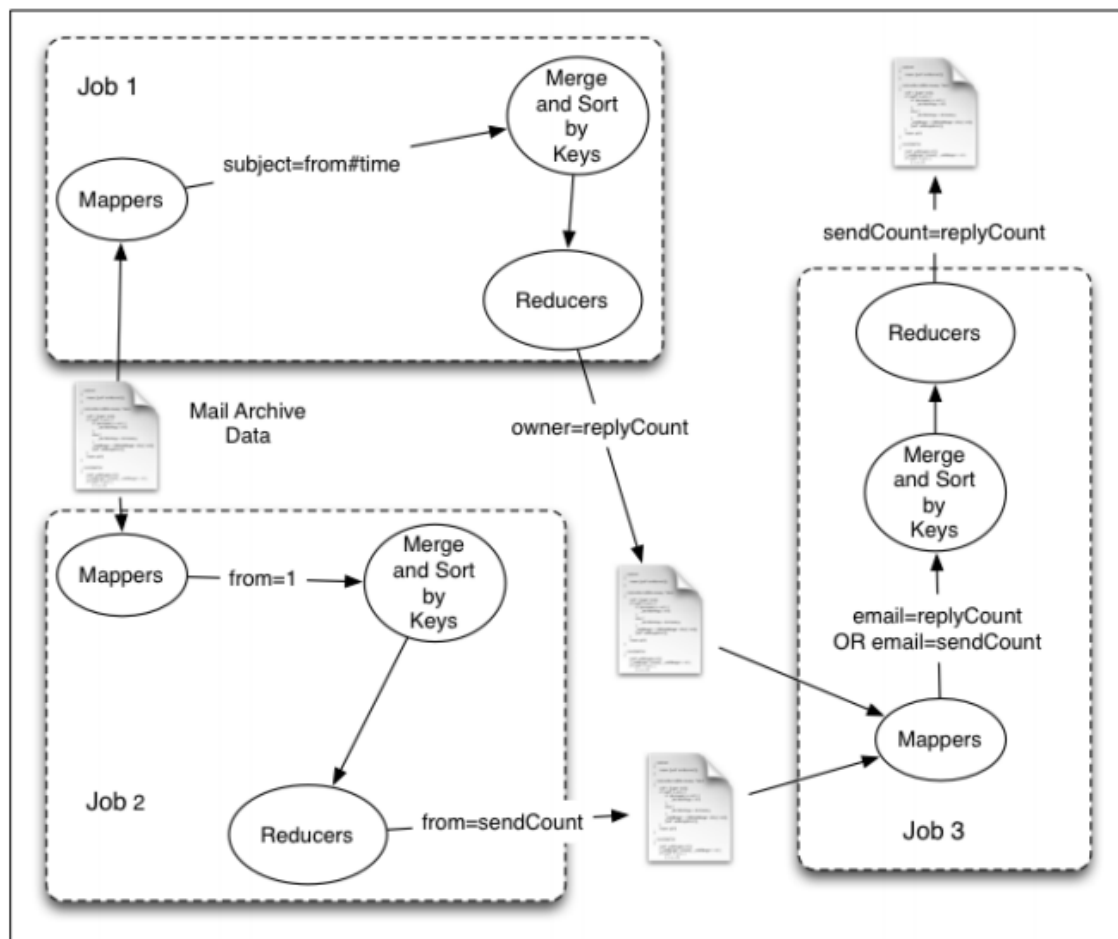 Job 1
Merge
and Sort
by
Keys
subject=from#time
Mappers
Reducers
sendCount=replyCount
Reducers
Mail Archive
Data
owner=replyCount
Merge
and Sort
by
Keys
Mappers
from=1
Merge
and Sort
by
Keys
email=replyCount
OR email=sendCount
Mappers
Job 2
Reducers
from=sendCount
Job 3